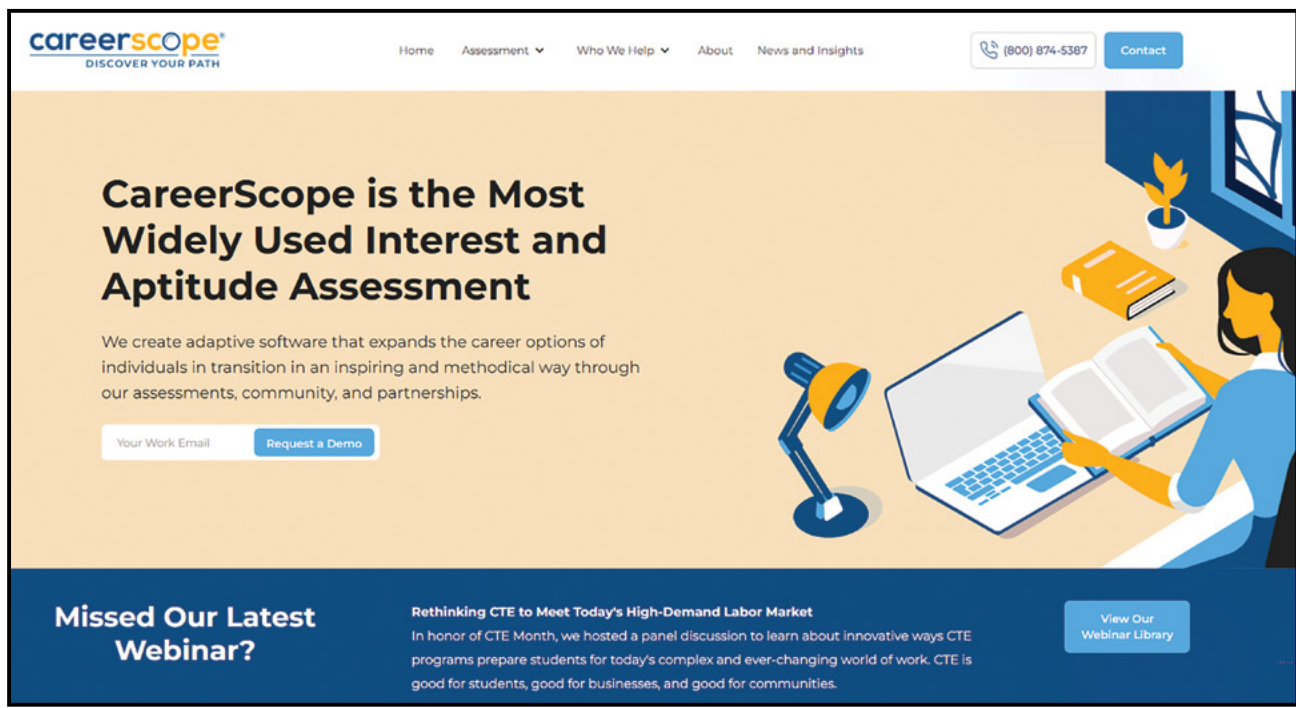 careerscope®
DISCOVER YOUR PATH
Home Assessment Who We Help About News and Insights
(800) 874-5387
Contact
CareerScope is the Most
Widely Used Interest and
Aptitude Assessment
We create adaptive software that expands the career options of
individuals in transition in an inspiring and methodical way through
our assessments, community, and partnerships.
Your Work Email
Request a Demo
Missed Our Latest
Webinar?
Rethinking CTE to Meet Today's High-Demand Labor Market
In honor of CTE Month, we hosted a panel discussion to learn about innovative ways CTE
programs prepare students for today's complex and ever-changing world of work. CTE is
good for students, good for businesses, and good for communities.
View Our
Webinar Library